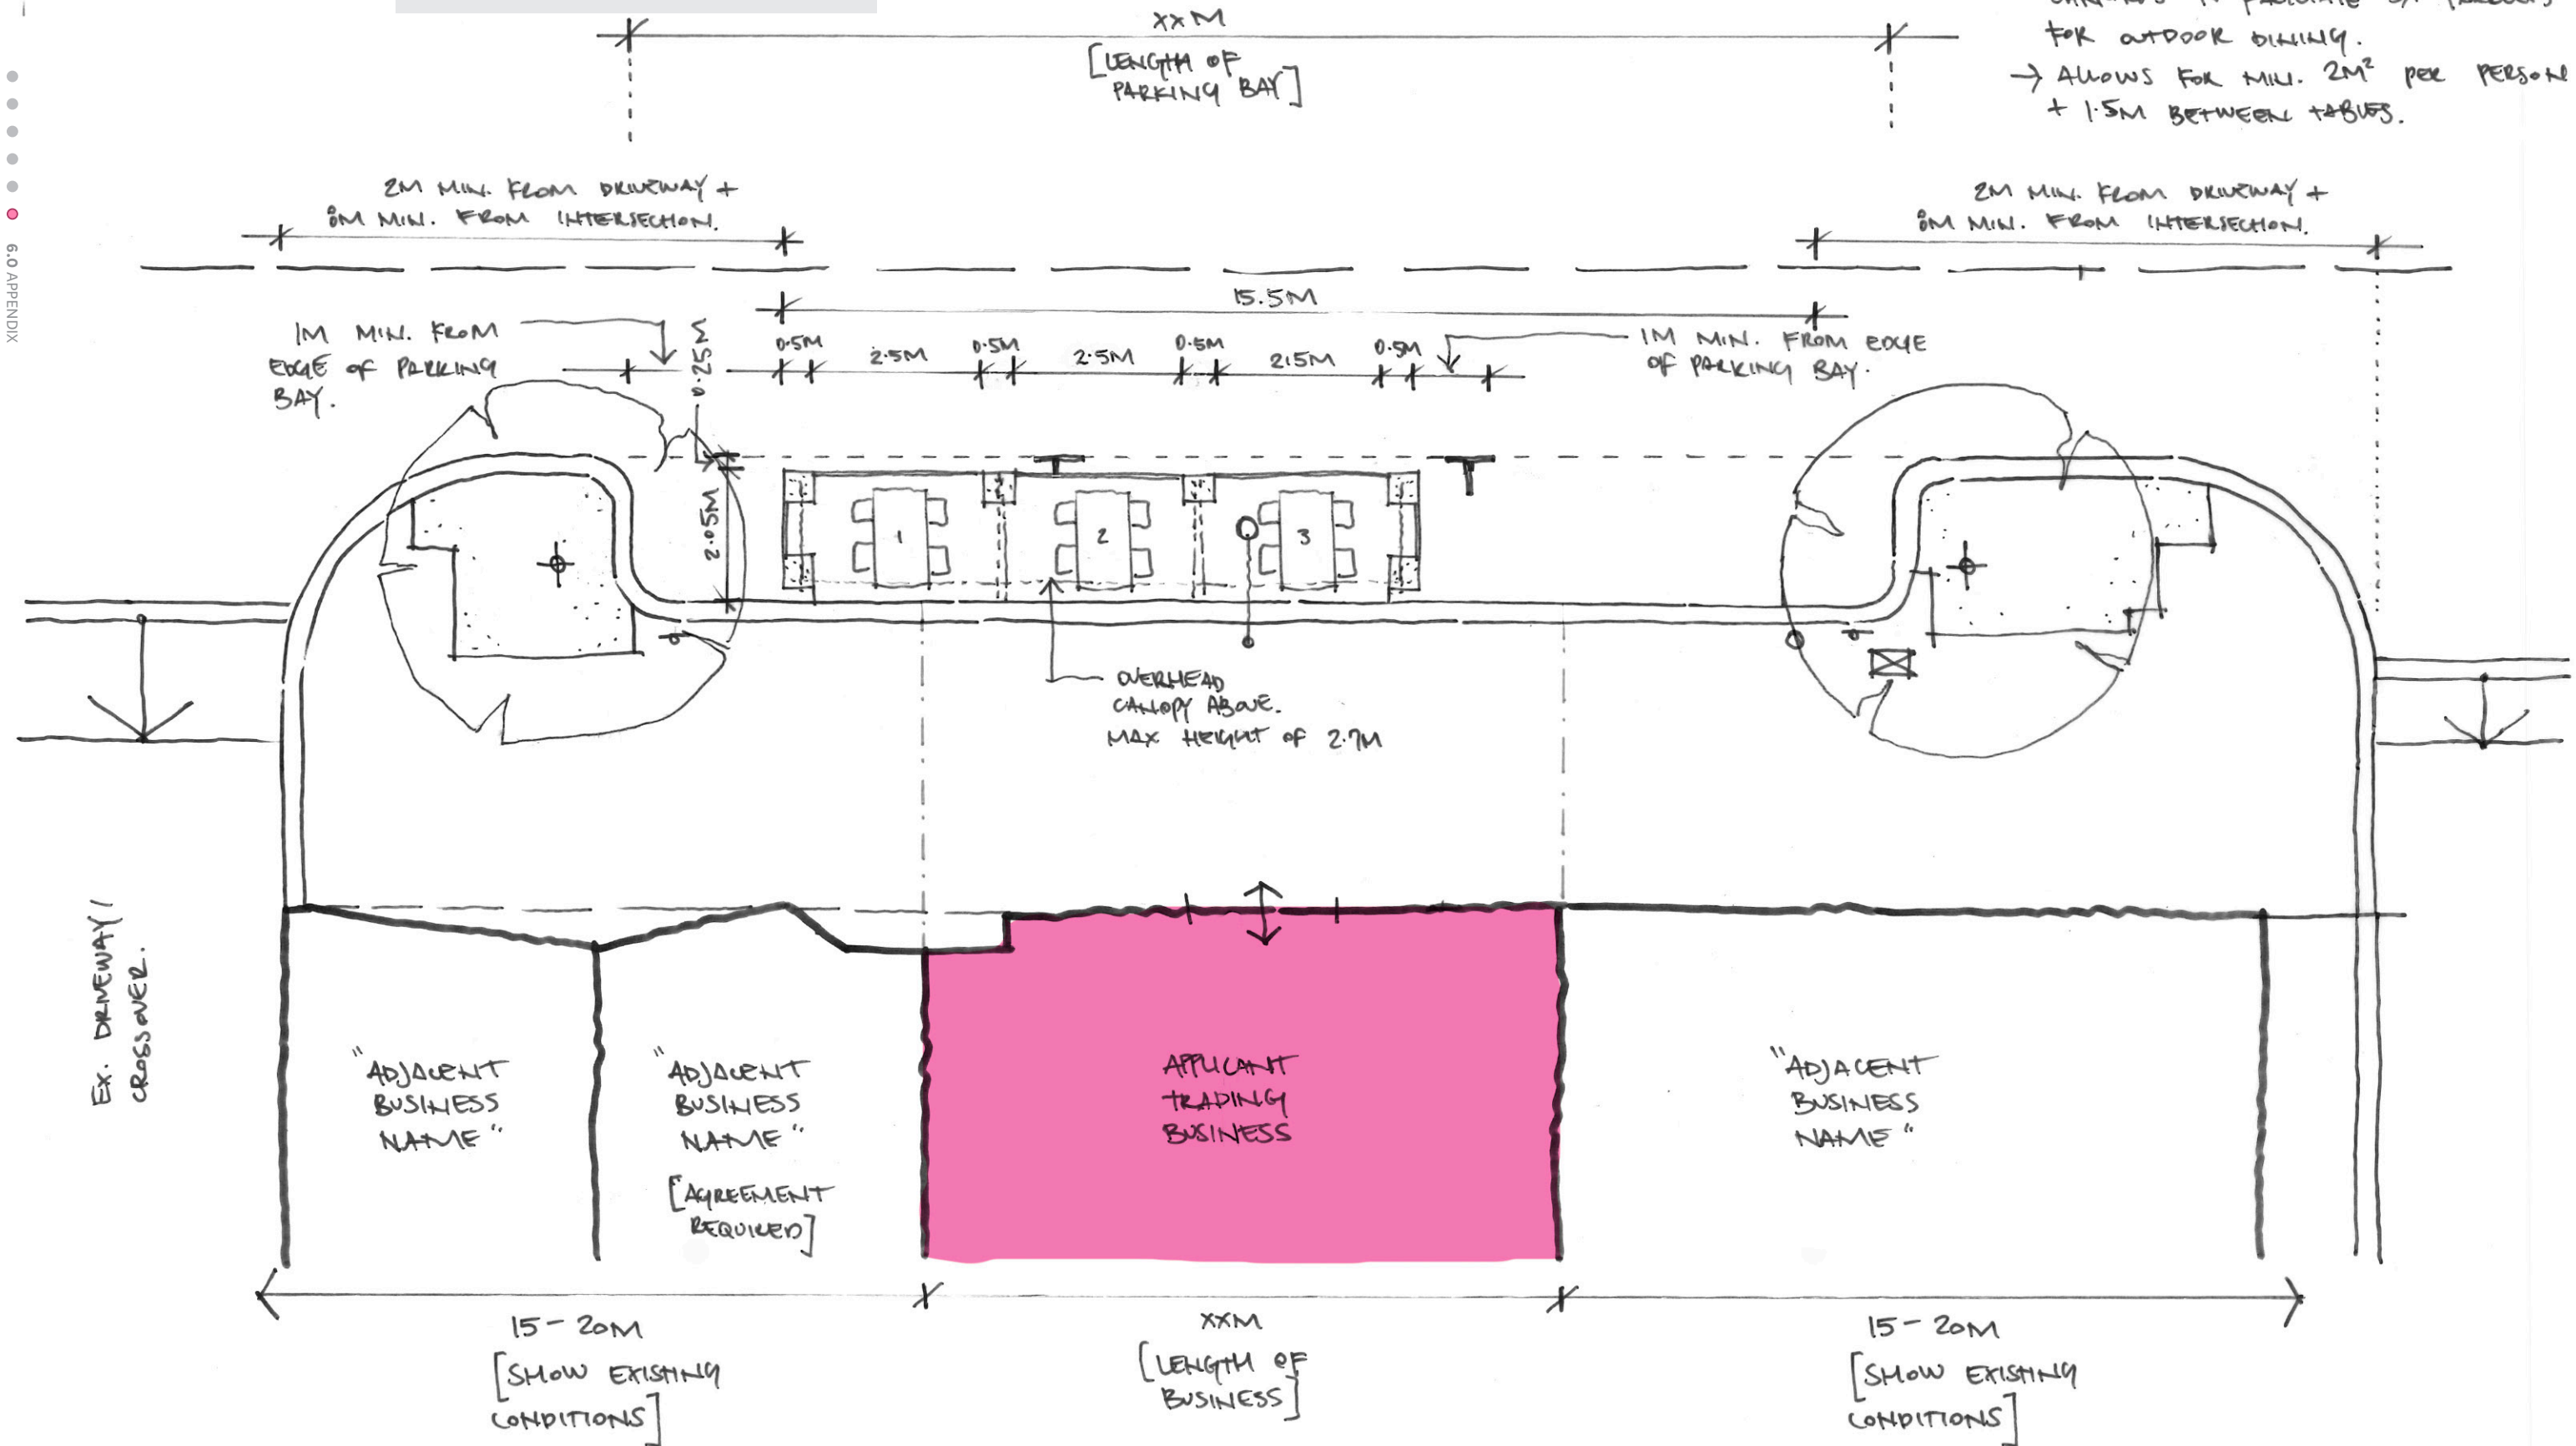 XXM
[LENGTH OF
PARKING BAY]
FOR OUTDOOR DINING.
→ ALLOWS FOR MIN. 2M² PER PERSON
+ 1.5M BETWEEN TABLES.
2M MIN. FROM DRIVEWAY +
8M MIN. FROM INTERSECTION.
2M MIN. FROM DRIVEWAY +
8M MIN. FROM INTERSECTION.
6.0 APPENDIX
15.5M
1M MIN. FROM
EDGE OF PARKING
BAY.
0.25M
0.5M
2.5M
0.5M
2.5M
0.5M
2.5M
0.5M
1M MIN. FROM EDGE
OF PARKING BAY.
2.05M
1
2
3
OVERHEAD
CANOPY ABOVE.
MAX HEIGHT OF 2.7M
EX. DRIVEWAY/
CROSSOVER.
"ADJACENT
BUSINESS
NAME"
"ADJACENT
BUSINESS
NAME"
[AGREEMENT
REQUIRED]
APPLICANT
TRADING
BUSINESS
"ADJACENT
BUSINESS
NAME"
15-20M
[SHOW EXISTING
CONDITIONS]
XXM
[LENGTH OF
BUSINESS]
15-20M
[SHOW EXISTING
CONDITIONS]